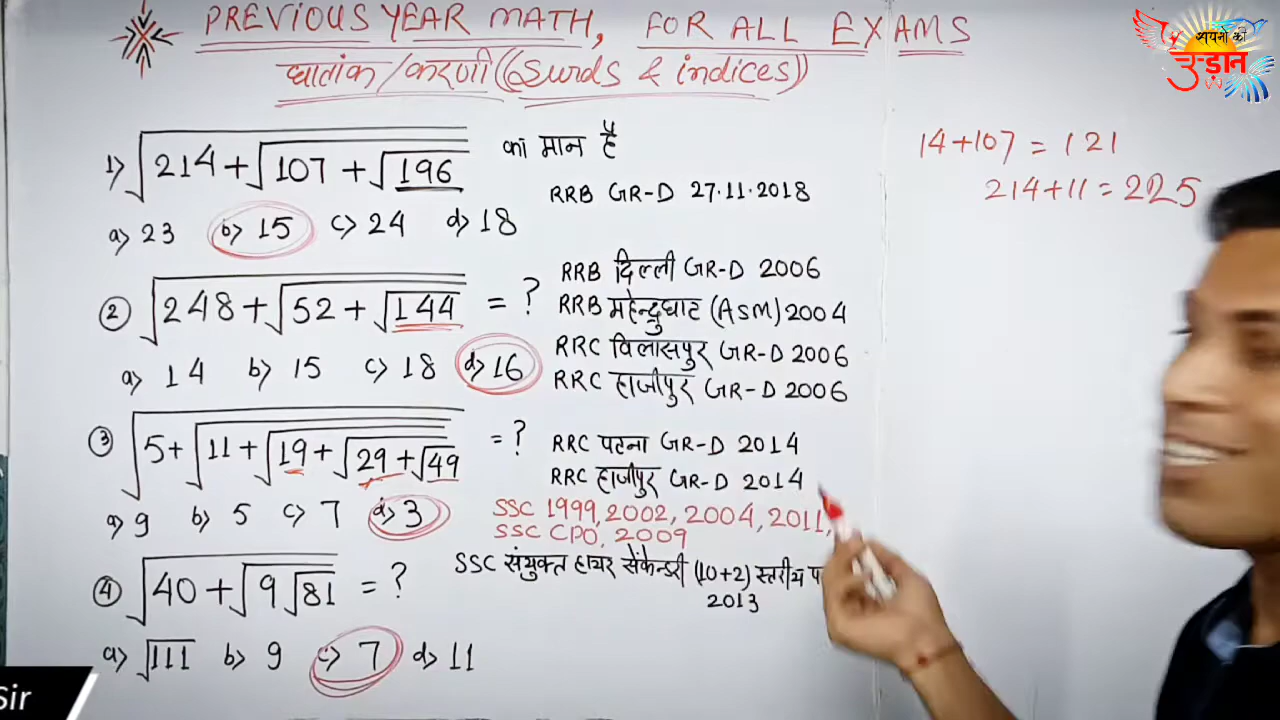 PREVIOUS YEAR MATH, FOR ALL EXAMS
घातांक/करणी ((Surds & indices))
सपनों की
उड़ान
1) √(214+√(107+√196)) का मान है
RRB GR-D 27.11.2018
a) 23 b) 15 c) 24 d) 18
14+107 = 121
214+11 = 225
② √(248+√(52+√144)) = ?
RRB दिल्ली GR-D 2006
RRB महेन्द्रुघाट (ASM) 2004
RRC विलासपुर GR-D 2006
RRC हाजीपुर GR-D 2006
a) 14 b) 15 c) 18 d) 16
③ √(5+√(11+√(19+√(29+√49)))) = ?
RRC पटना GR-D 2014
RRC हाजीपुर GR-D 2014
a) 9 b) 5 c) 7 d) 3
SSC 1999, 2002, 2004, 2011,
SSC CPO, 2009
SSC संयुक्त हायर सेकेन्डरी (10+2) स्तरीय
2013
④ √(40+√(9√81)) = ?
a) √111 b) 9 c) 7 d) 11
Sir